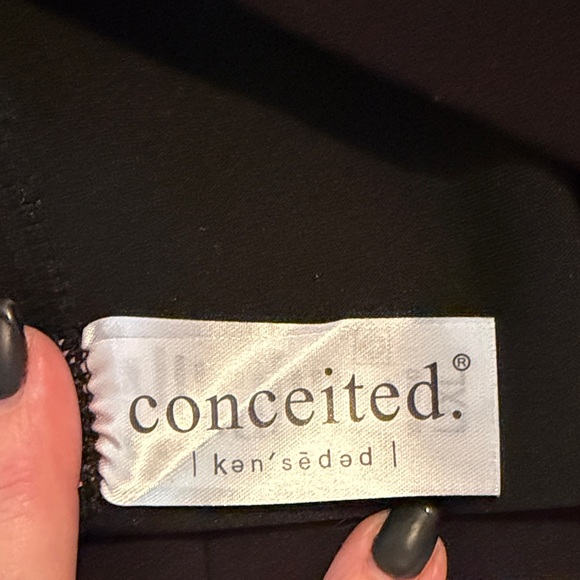 conceited.®
| kən′sēdəd |